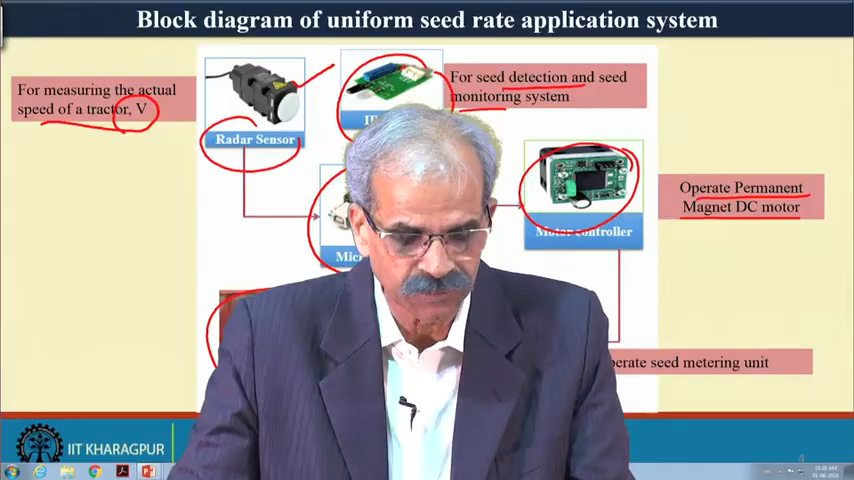 Block diagram of uniform seed rate application system
For measuring the actual
speed of a tractor, V
For seed detection and seed
monitoring system
Radar Sensor
Operate Permanent
Magnet DC motor
Motor controller
seed metering unit
IIT KHARAGPUR
4